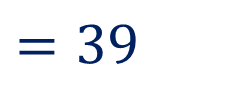 = 39